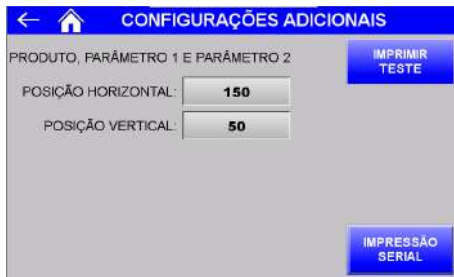 CONFIGURAÇÕES ADICIONAIS
PRODUTO, PARÂMETRO 1 E PARÂMETRO 2
IMPRIMIR
TESTE
POSIÇÃO HORIZONTAL: 150
POSIÇÃO VERTICAL: 50
IMPRESSÃO
SERIAL